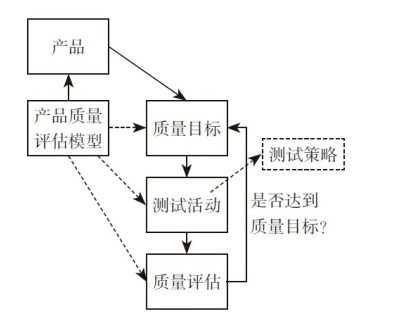 产品
产品质量
评估模型
质量目标
测试策略
测试活动
是否达到
质量目标?
质量评估